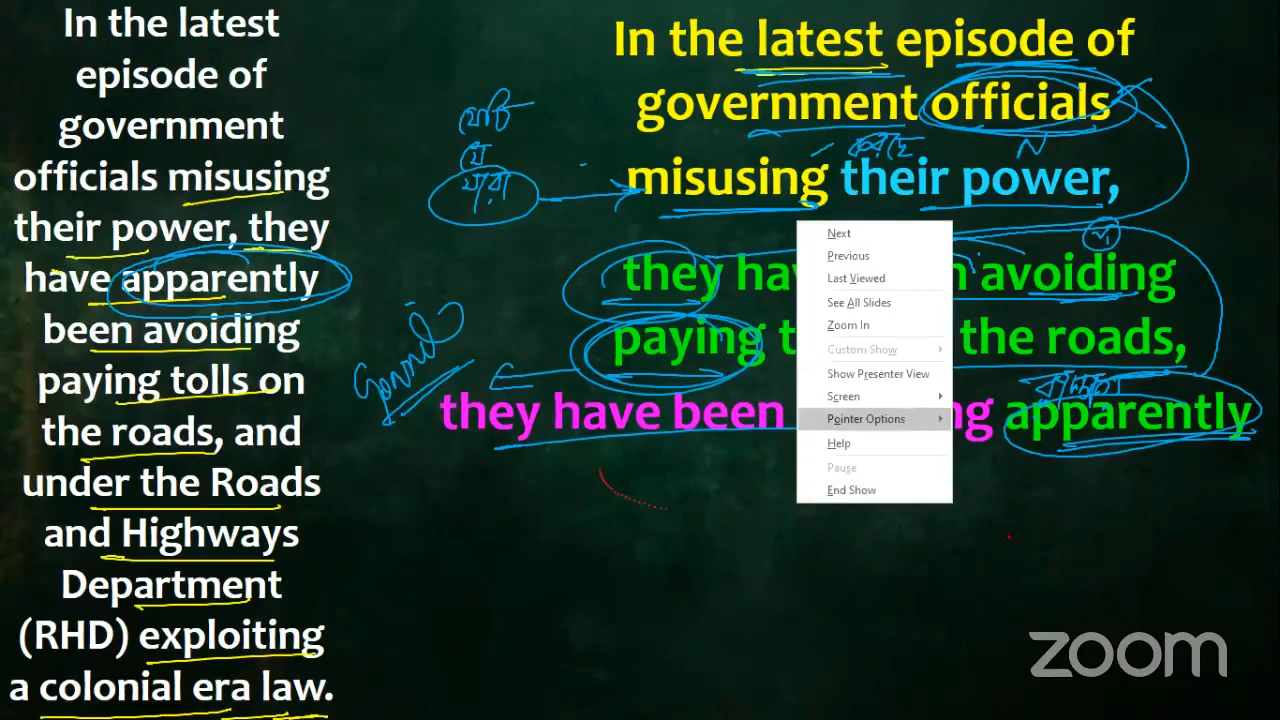 In the latest
episode of
government
officials misusing
their power, they
have apparently
been avoiding
paying tolls on
the roads, and
under the Roads
and Highways
Department
(RHD) exploiting
a colonial era law.
In the latest episode of
government officials
misusing their power,
they hav n avoiding
paying t the roads,
they have been ng apparently
যে
যারা
N
Next
Previous
Last Viewed
See All Slides
Zoom In
Custom Show
Show Presenter View
Screen
Pointer Options
Help
Pause
End Show
zoom